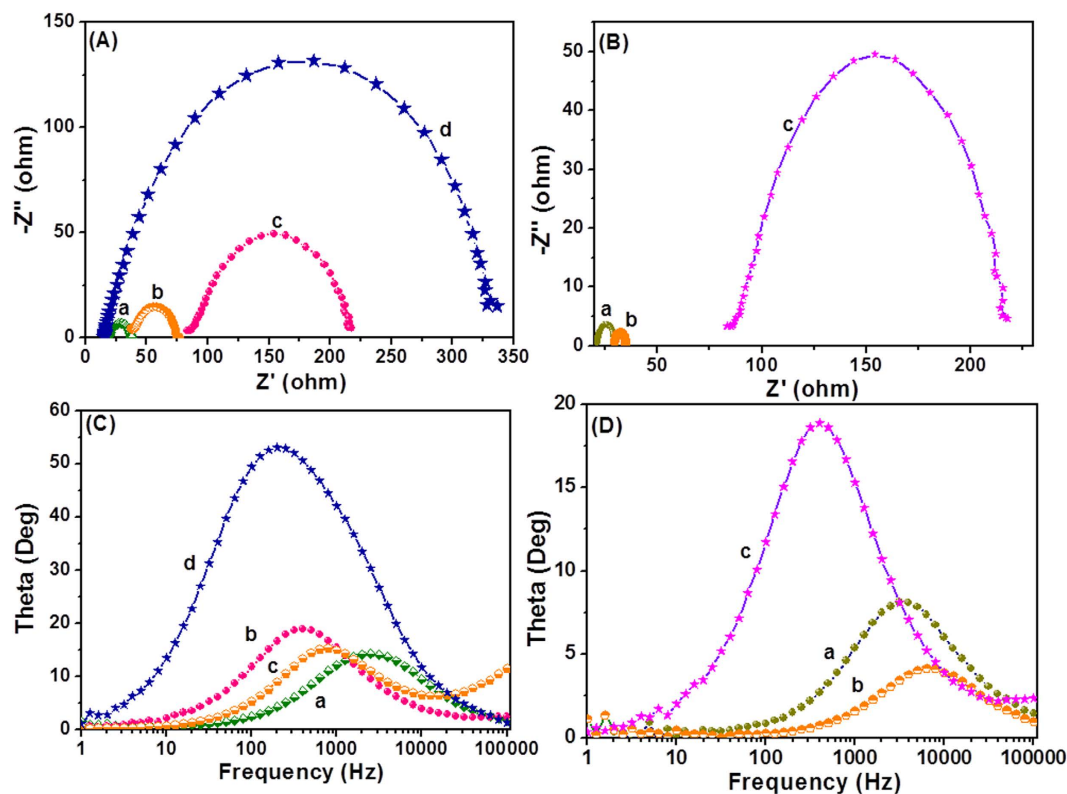 (A)
150
100
50
0
-Z'' (ohm)
a
b
c
d
0 50 100 150 200 250 300 350
Z' (ohm)
(B)
50
40
30
20
10
0
-Z'' (ohm)
a
b
c
50 100 150 200
Z' (ohm)
(C)
60
50
40
30
20
10
0
Theta (Deg)
d
b
c
a
1 10 100 1000 10000 100000
Frequency (Hz)
(D)
20
15
10
5
0
Theta (Deg)
c
a
b
1 10 100 1000 10000 100000
Frequency (Hz)